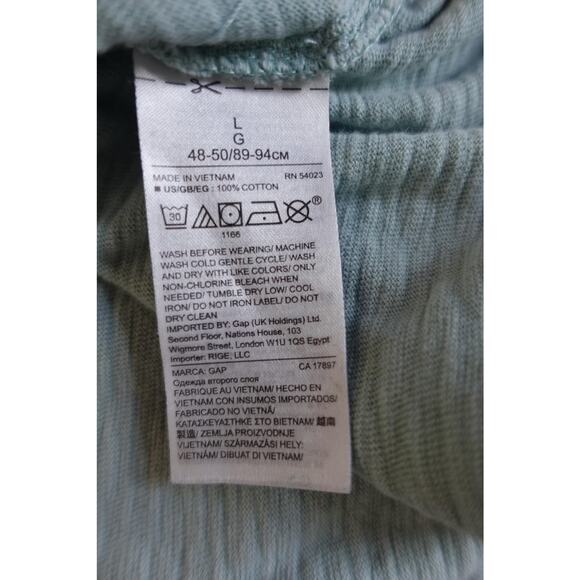 L
G
48-50/89-94CM
MADE IN VIETNAM RN 54023
■ US/GB/EG : 100% COTTON
30 ®
1166
WASH BEFORE WEARING/ MACHINE
WASH COLD GENTLE CYCLE/ WASH
AND DRY WITH LIKE COLORS/ ONLY
NON-CHLORINE BLEACH WHEN
NEEDED/ TUMBLE DRY LOW/ COOL
IRON/ DO NOT IRON LABEL/ DO NOT
DRY CLEAN
IMPORTED BY: Gap (UK Holdings) Ltd.
Second Floor, Nations House, 103
Wigmore Street, London W1U 1QS Egypt
Importer: RIGE, LLC
MARCA: GAP CA 17897
Одежда второго слоя
FABRIQUE AU VIETNAM/ HECHO EN
VIETNAM CON INSUMOS IMPORTADOS/
FABRICADO NO VIETNÃ/
ΚΑΤΑΣΚΕΥΑΣΤΗΚΕ ΣΤΟ ΒΙΕΤΝΑΜ/ 越南
製造/ ZEMLJA PROIZVODNJE
VIJETNAM/ SZÁRMAZÁSI HELY:
VIETNÁM/ DIBUAT DI VIETNAM/